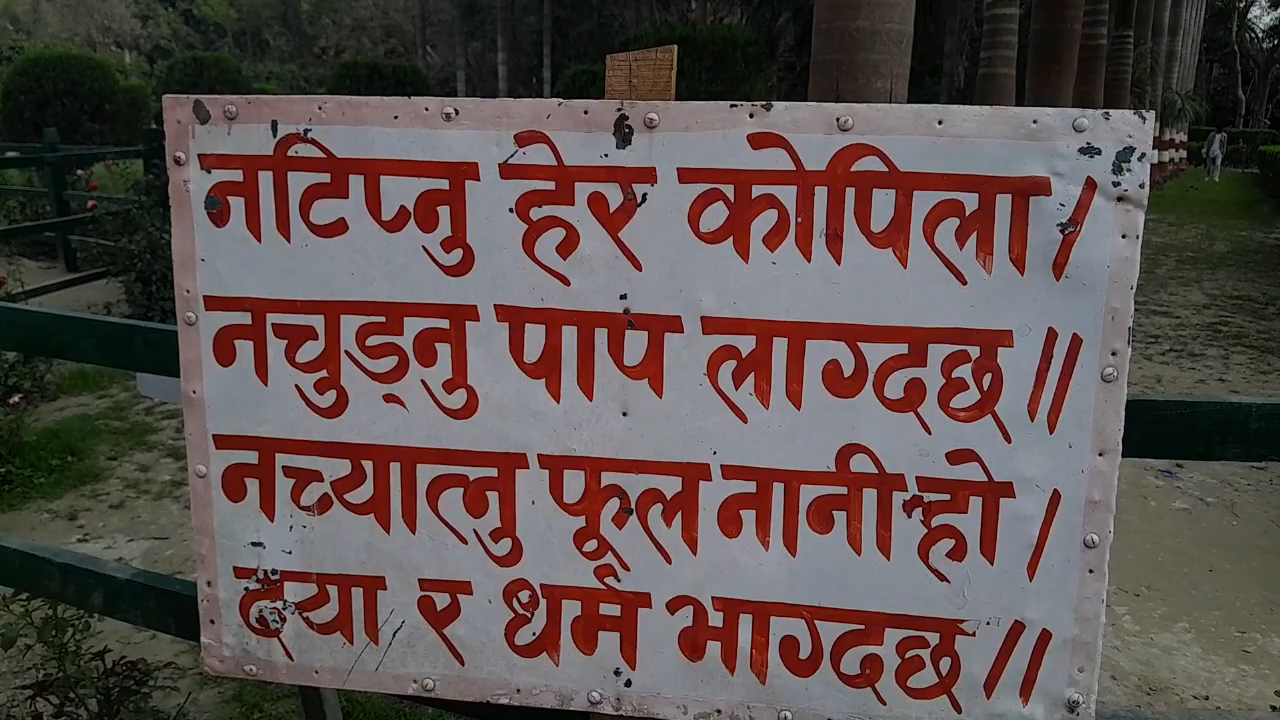 नटिप्नु हेर कोपिला।
नचुड्नु पाप लाग्दछ॥
नच्यात्नु फूल नानी हो।
दया र धर्म भाग्दछ॥